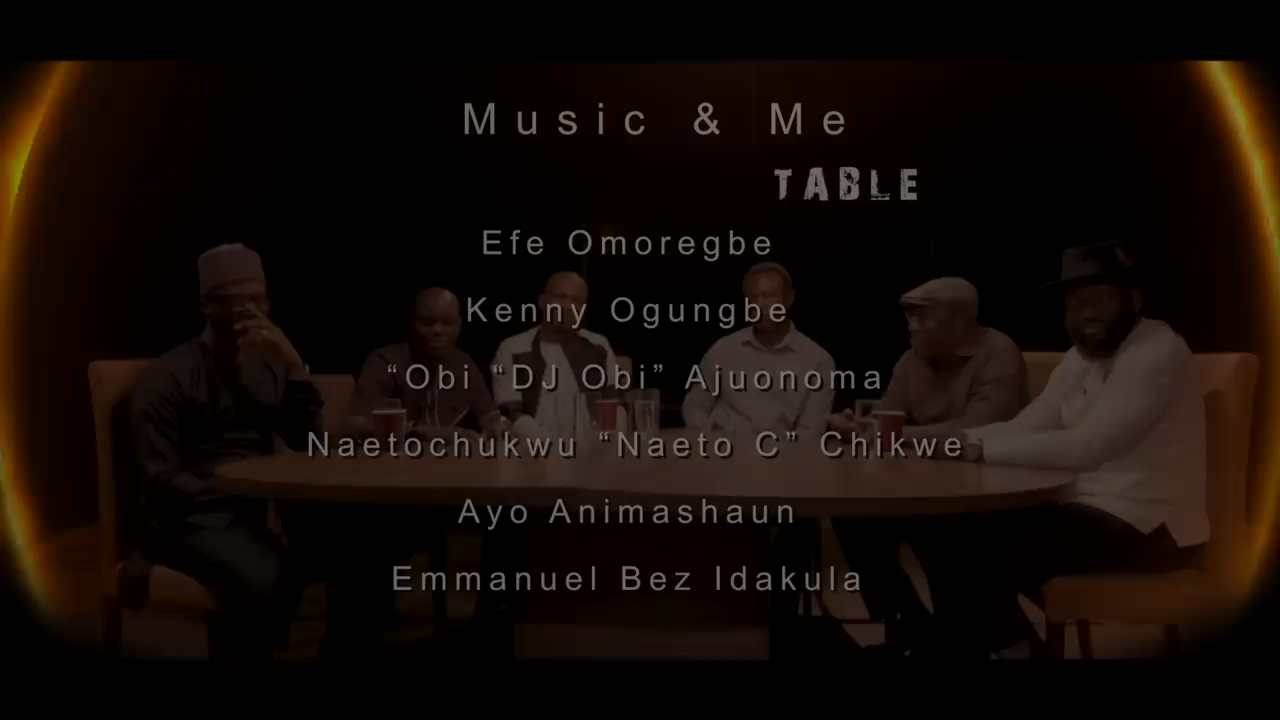 Music & Me
TABLE
Efe Omoregbe
Kenny Ogungbe
“Obi “DJ Obi” Ajuonoma
Naetochukwu “Naeto C” Chikwe
Ayo Animashaun
Emmanuel Bez Idakula